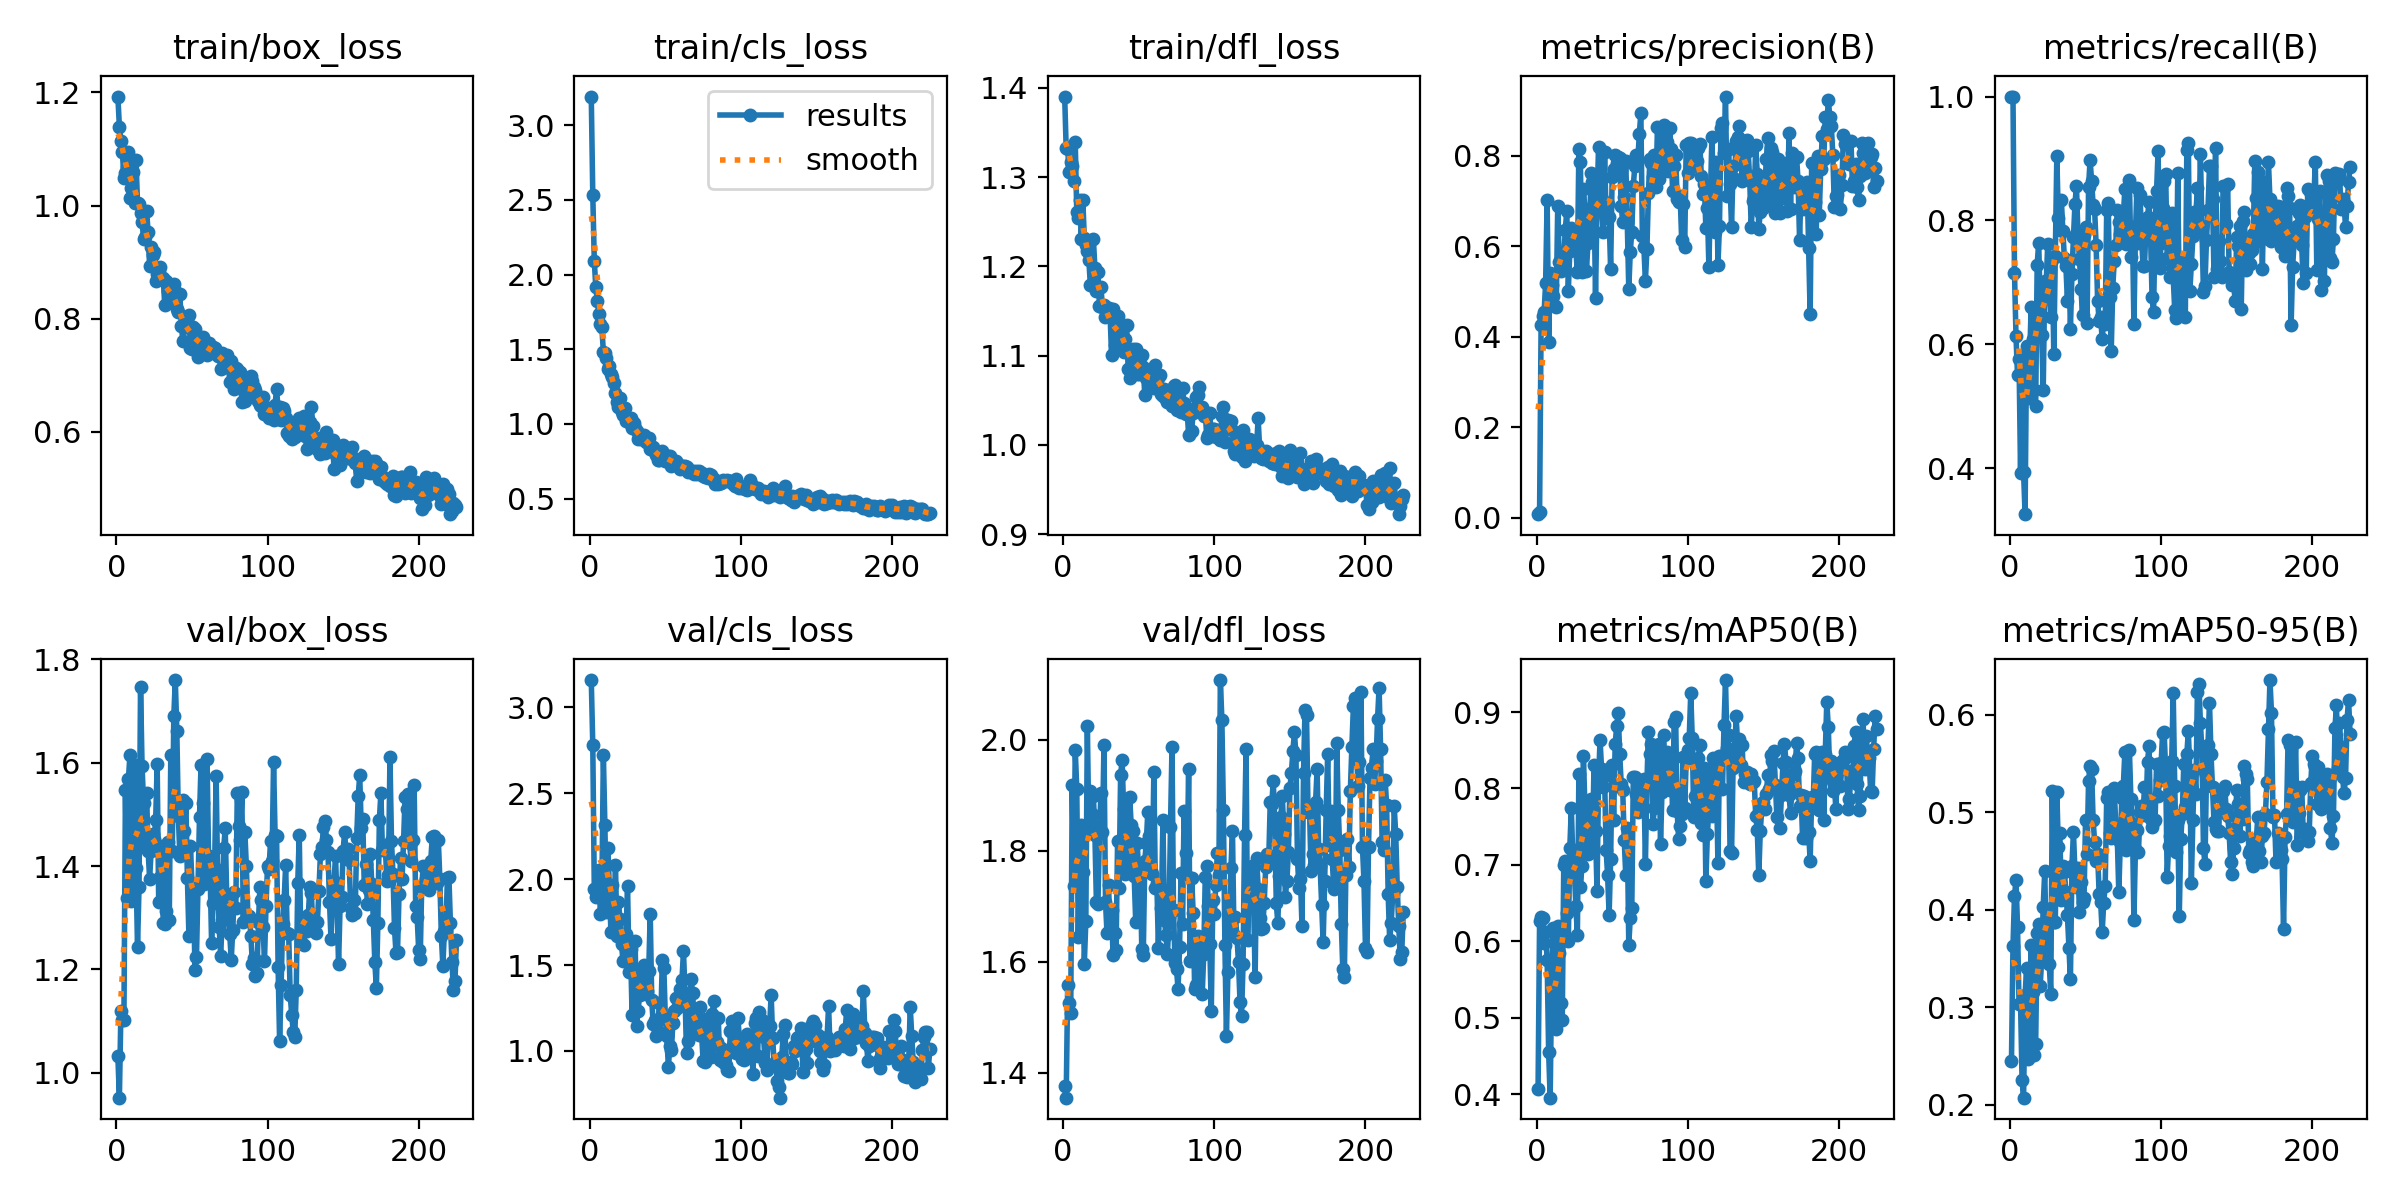 train/box_loss
1.2
1.0
0.8
0.6
0 100 200
train/cls_loss
results
smooth
3.0
2.5
2.0
1.5
1.0
0.5
0 100 200
train/dfl_loss
1.4
1.3
1.2
1.1
1.0
0.9
0 100 200
metrics/precision(B)
0.8
0.6
0.4
0.2
0.0
0 100 200
metrics/recall(B)
1.0
0.8
0.6
0.4
0 100 200
val/box_loss
1.8
1.6
1.4
1.2
1.0
0 100 200
val/cls_loss
3.0
2.5
2.0
1.5
1.0
0 100 200
val/dfl_loss
2.0
1.8
1.6
1.4
0 100 200
metrics/mAP50(B)
0.9
0.8
0.7
0.6
0.5
0.4
0 100 200
metrics/mAP50-95(B)
0.6
0.5
0.4
0.3
0.2
0 100 200